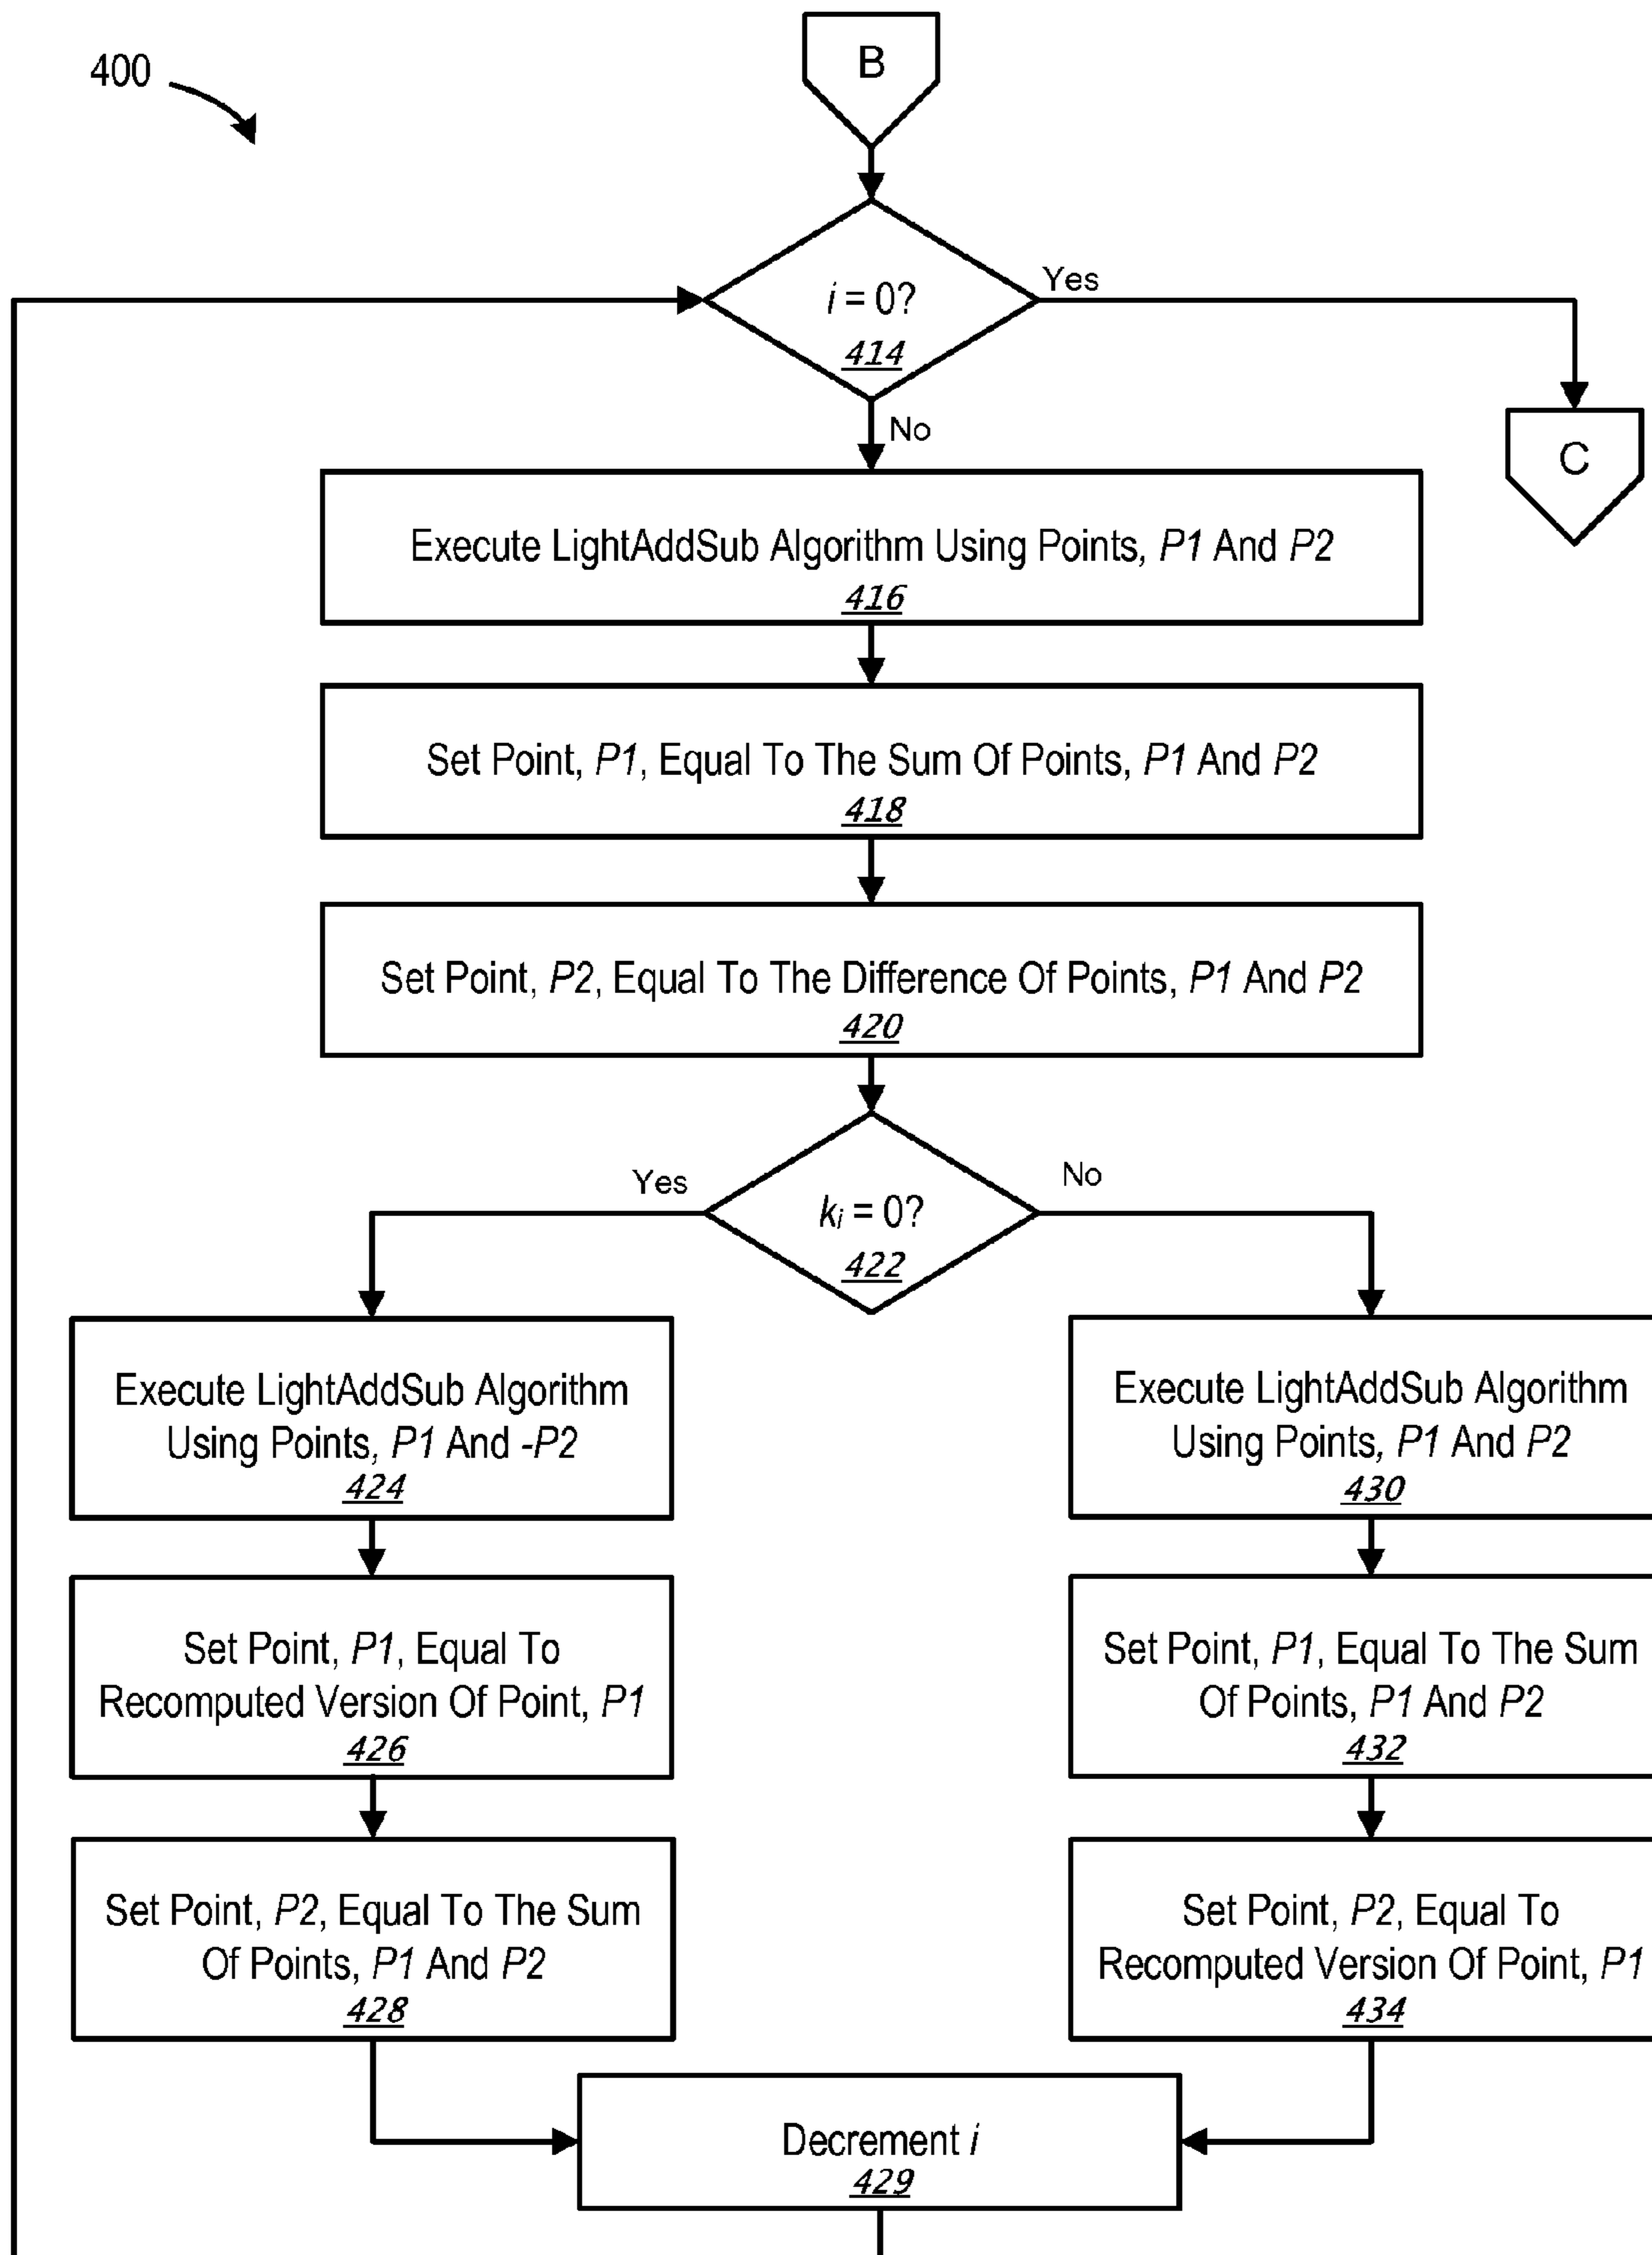 400
B
i = 0?
414
Yes
No
C
Execute LightAddSub Algorithm Using Points, P1 And P2
416
Set Point, P1, Equal To The Sum Of Points, P1 And P2
418
Set Point, P2, Equal To The Difference Of Points, P1 And P2
420
Yes
No
ki = 0?
422
Execute LightAddSub Algorithm
Using Points, P1 And -P2
424
Set Point, P1, Equal To
Recomputed Version Of Point, P1
426
Set Point, P2, Equal To The Sum
Of Points, P1 And P2
428
Execute LightAddSub Algorithm
Using Points, P1 And P2
430
Set Point, P1, Equal To The Sum
Of Points, P1 And P2
432
Set Point, P2, Equal To
Recomputed Version Of Point, P1
434
Decrement i
429